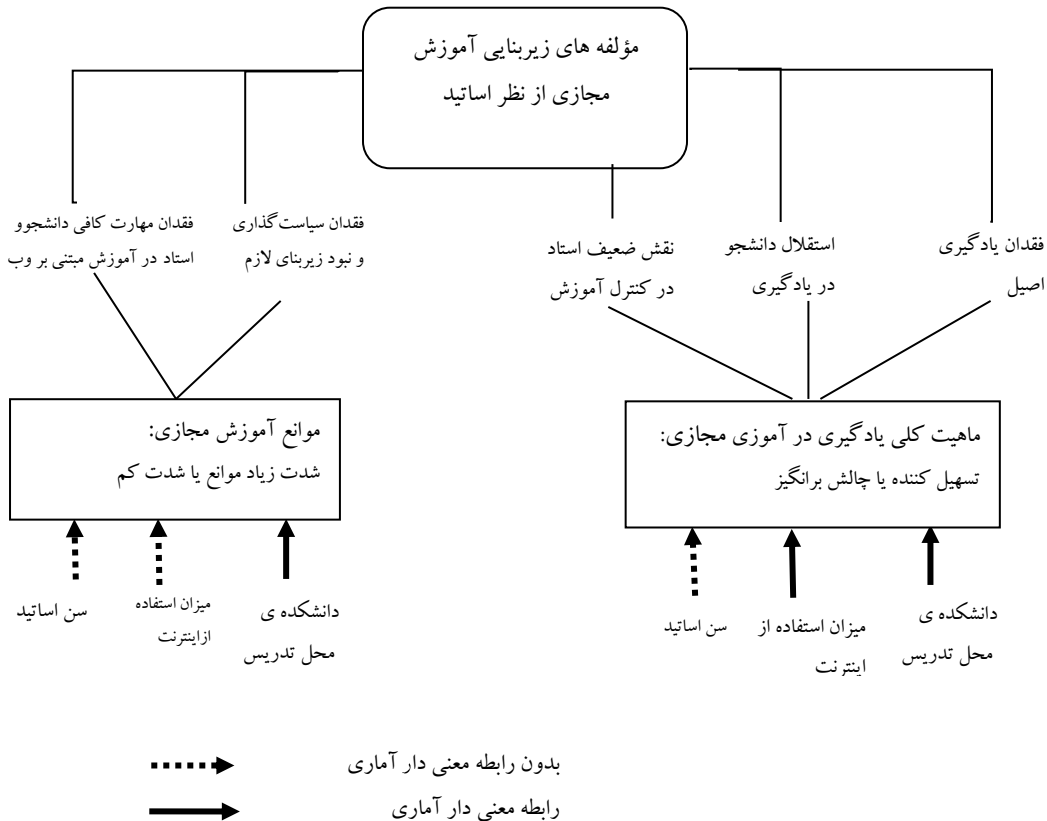 مؤلفه های زیربنایی آموزش
مجازی از نظر اساتید
فقدان یادگیری
اصیل
استقلال دانشجو
در یادگیری
نقش ضعیف استاد
در کنترل آموزش
فقدان سیاست‌گذاری
و نبود زیربنای لازم
فقدان مهارت کافی دانشجوو
استاد در آموزش مبتنی بر وب
ماهیت کلی یادگیری در آموزی مجازی:
تسهیل کننده یا چالش برانگیز
موانع آموزش مجازی:
شدت زیاد موانع یا شدت کم
دانشکده ی
محل تدریس
میزان استفاده از
اینترنت
سن اساتید
دانشکده ی
محل تدریس
میزان استفاده
ازاینترنت
سن اساتید
بدون رابطه معنی دار آماری
رابطه معنی دار آماری